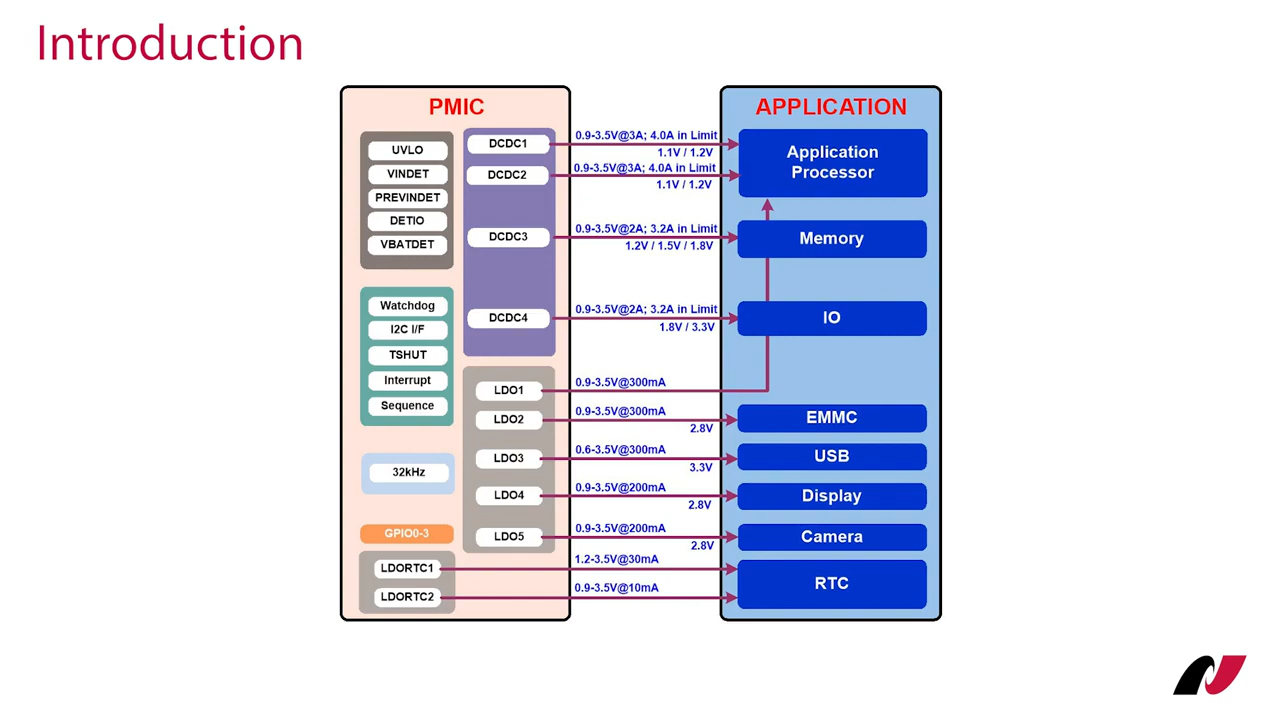 Introduction
PMIC
UVLO
VINDET
PREVINDET
DETIO
VBATDET
Watchdog
I2C I/F
TSHUT
Interrupt
Sequence
32kHz
GPIO0-3
LDORTC1
LDORTC2
DCDC1
DCDC2
DCDC3
DCDC4
LDO1
LDO2
LDO3
LDO4
LDO5
0.9-3.5V@3A; 4.0A in Limit
1.1V / 1.2V
0.9-3.5V@3A; 4.0A in Limit
1.1V / 1.2V
0.9-3.5V@2A; 3.2A in Limit
1.2V / 1.5V / 1.8V
0.9-3.5V@2A; 3.2A in Limit
1.8V / 3.3V
0.9-3.5V@300mA
0.9-3.5V@300mA
2.8V
0.6-3.5V@300mA
3.3V
0.9-3.5V@200mA
2.8V
0.9-3.5V@200mA
2.8V
1.2-3.5V@30mA
0.9-3.5V@10mA
APPLICATION
Application
Processor
Memory
IO
EMMC
USB
Display
Camera
RTC